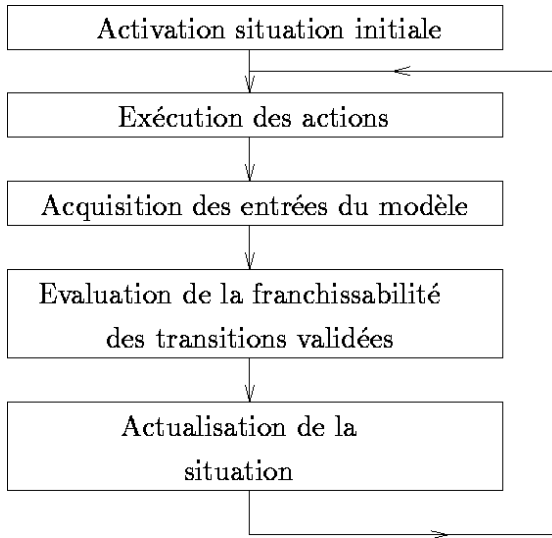 Activation situation initiale
Exécution des actions
Acquisition des entrées du modèle
Evaluation de la franchissabilité
des transitions validées
Actualisation de la
situation